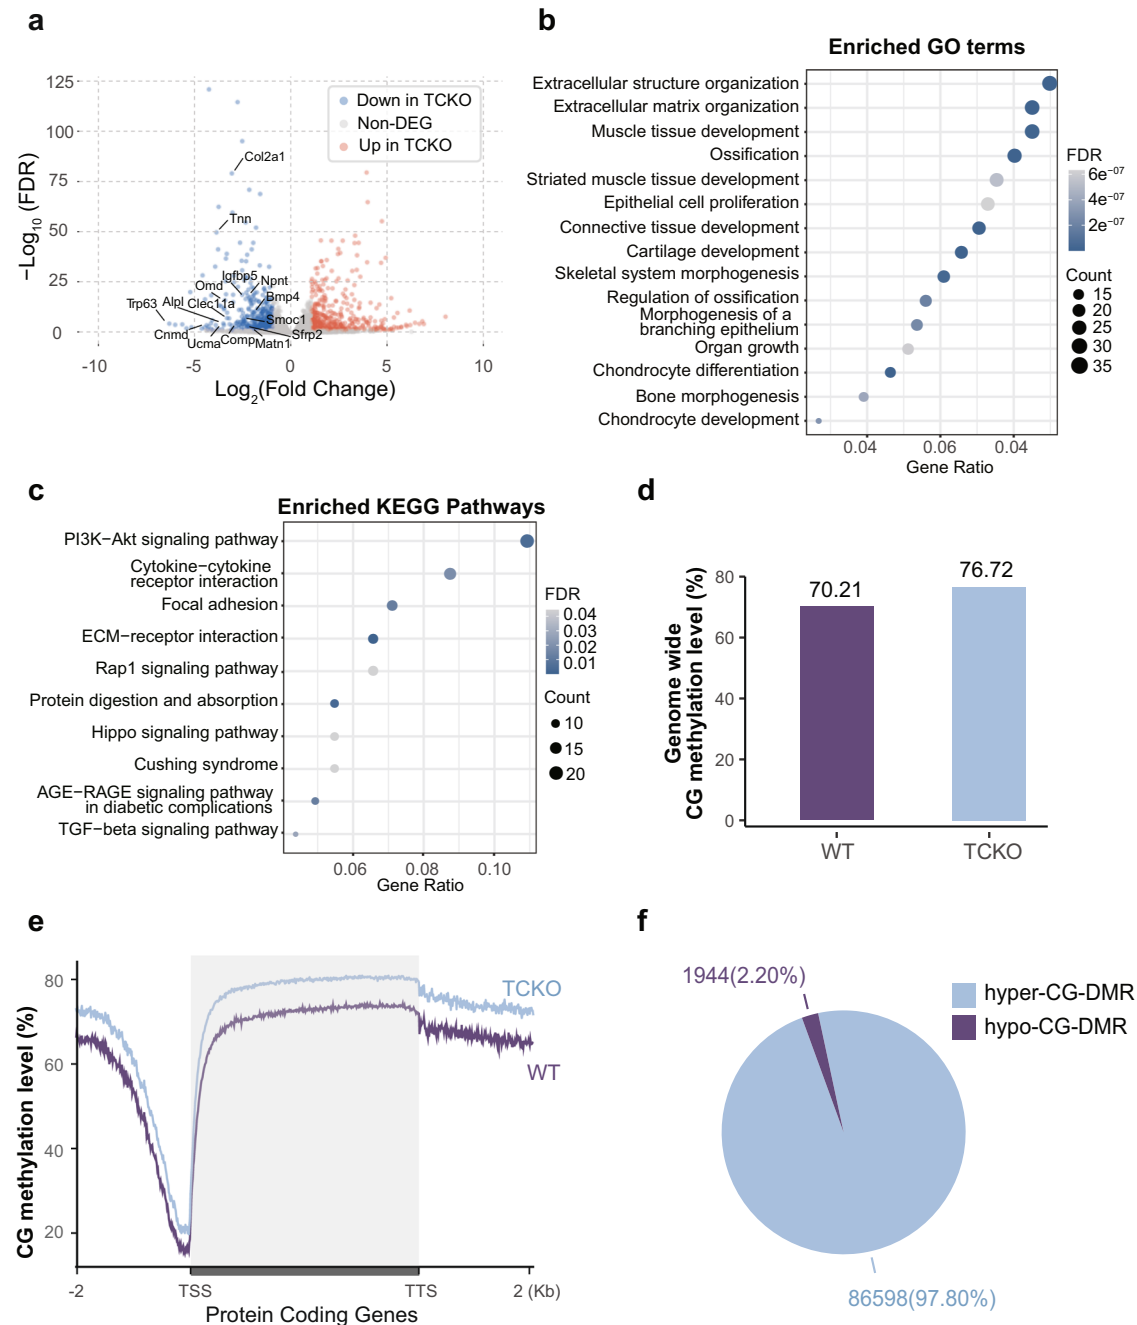 a
125
100
75
50
25
0
-10
-5
0
5
10
−Log10 (FDR)
Log2(Fold Change)
Down in TCKO
Non-DEG
Up in TCKO
Col2a1
Tnn
Igfbp5
Npnt
Omd
Bmp4
Trp63
Alpl
Clec11a
Smoc1
Cnmd
Ucma
Comp
Matn1
Sfrp2
b
Enriched GO terms
Extracellular structure organization
Extracellular matrix organization
Muscle tissue development
Ossification
Striated muscle tissue development
Epithelial cell proliferation
Connective tissue development
Cartilage development
Skeletal system morphogenesis
Regulation of ossification
Morphogenesis of a
branching epithelium
Organ growth
Chondrocyte differentiation
Bone morphogenesis
Chondrocyte development
0.04
0.06
0.04
Gene Ratio
FDR
6e−07
4e−07
2e−07
Count
15
20
25
30
35
c
Enriched KEGG Pathways
PI3K−Akt signaling pathway
Cytokine−cytokine
receptor interaction
Focal adhesion
ECM−receptor interaction
Rap1 signaling pathway
Protein digestion and absorption
Hippo signaling pathway
Cushing syndrome
AGE−RAGE signaling pathway
in diabetic complications
TGF−beta signaling pathway
0.06
0.08
0.10
Gene Ratio
FDR
0.04
0.03
0.02
0.01
Count
10
15
20
d
Genome wide
CG methylation level (%)
80
60
40
20
0
70.21
76.72
WT
TCKO
e
CG methylation level (%)
80
60
40
20
TCKO
WT
-2
TSS
TTS
2 (Kb)
Protein Coding Genes
f
1944(2.20%)
hyper-CG-DMR
hypo-CG-DMR
86598(97.80%)